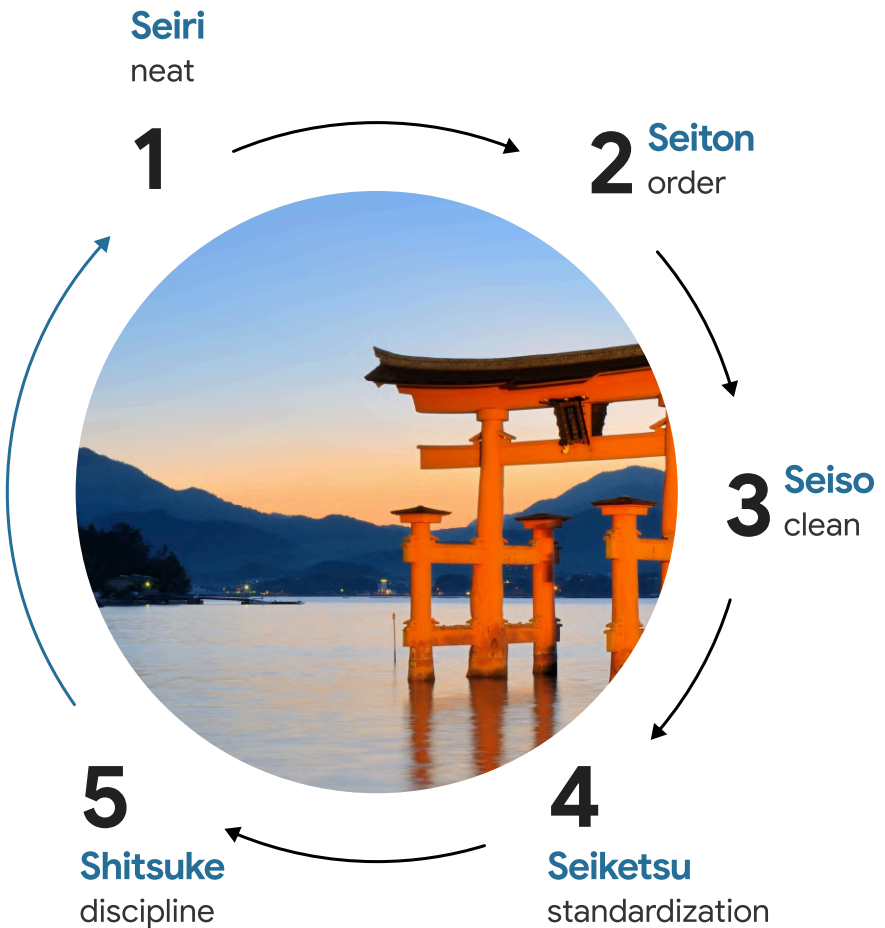 Seiri
neat
1
2
Seiton
order
3
Seiso
clean
4
Seiketsu
standardization
5
Shitsuke
discipline